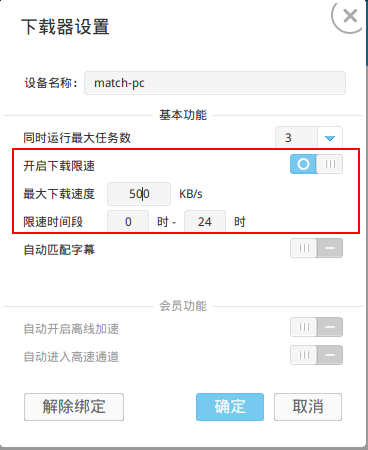 下载器设置
设备名称: match-pc
基本功能
同时运行最大任务数 3
开启下载限速
最大下载速度 500 KB/s
限速时间段 0 时 - 24 时
自动匹配字幕
会员功能
自动开启离线加速
自动进入高速通道
解除绑定 确定 取消